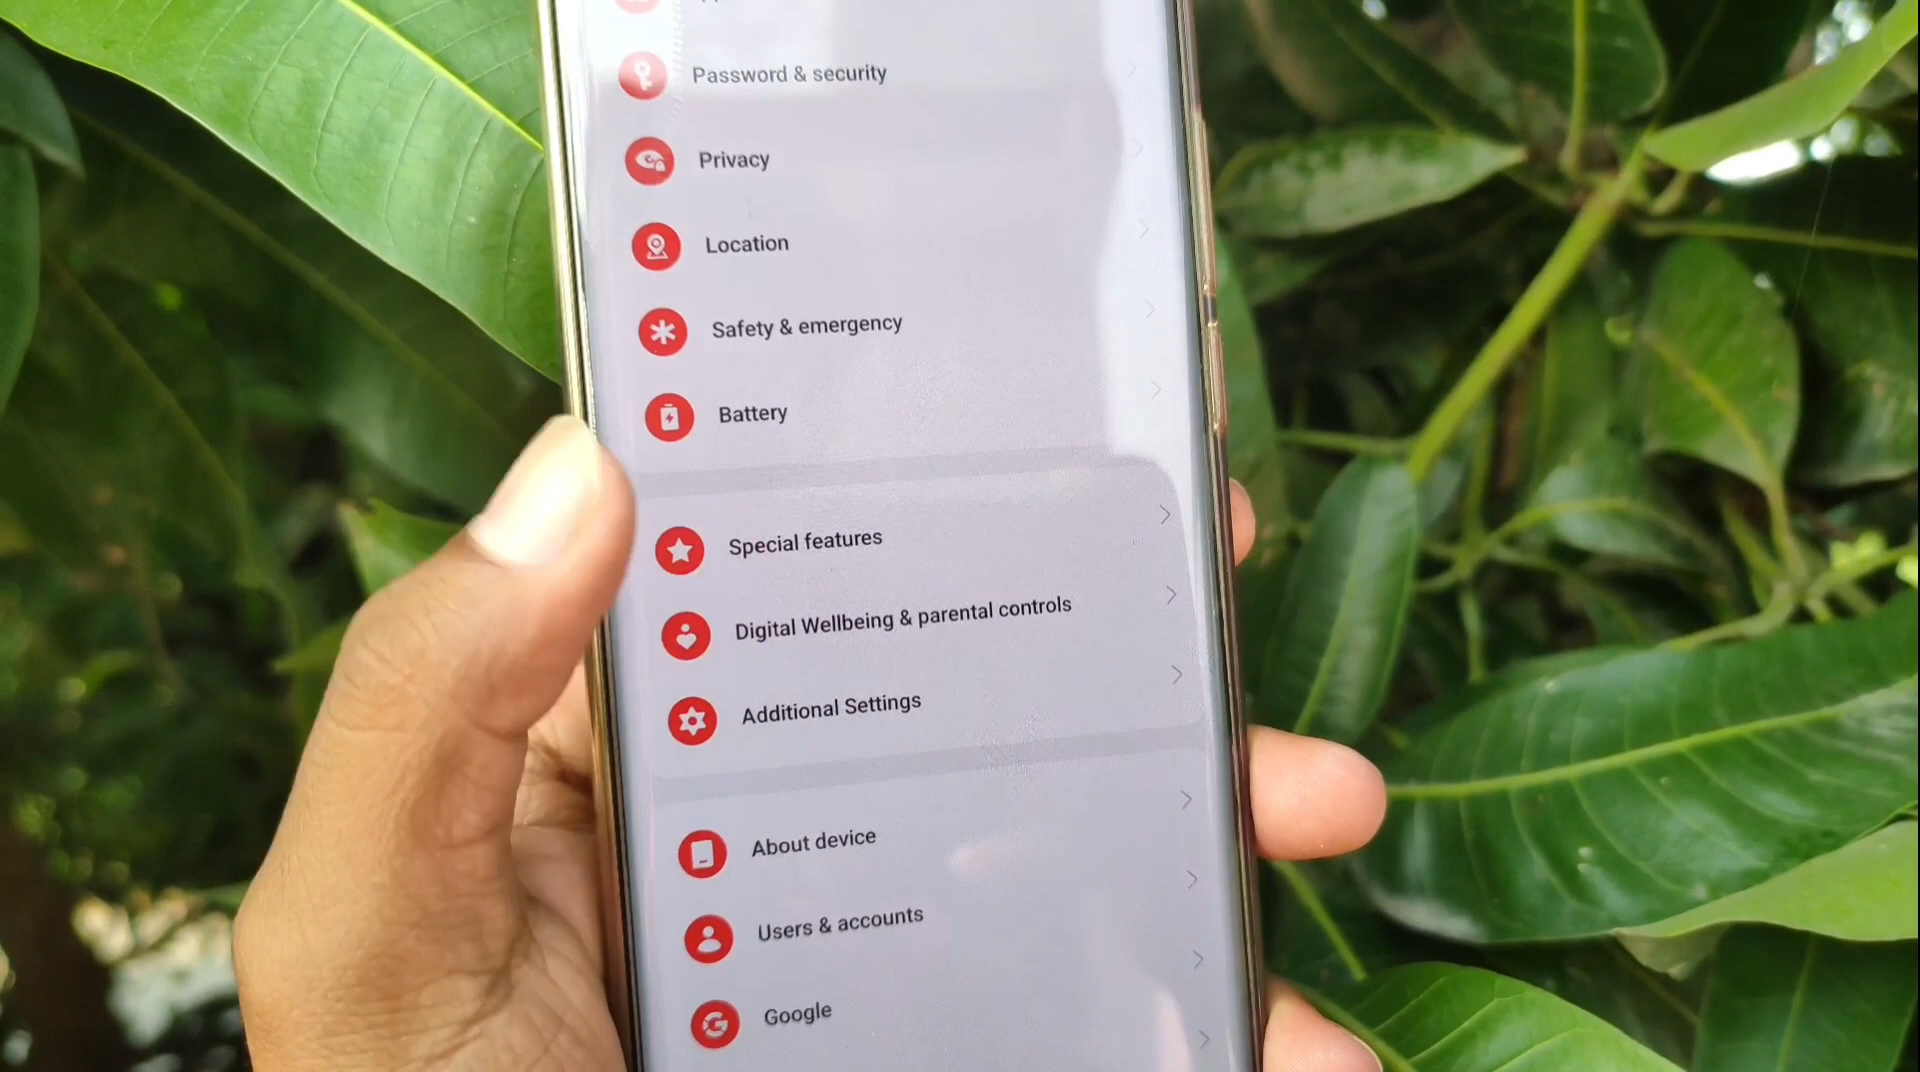 Password & security
Privacy
Location
Safety & emergency
Battery
Special features
Digital Wellbeing & parental controls
Additional Settings
About device
Users & accounts
Google